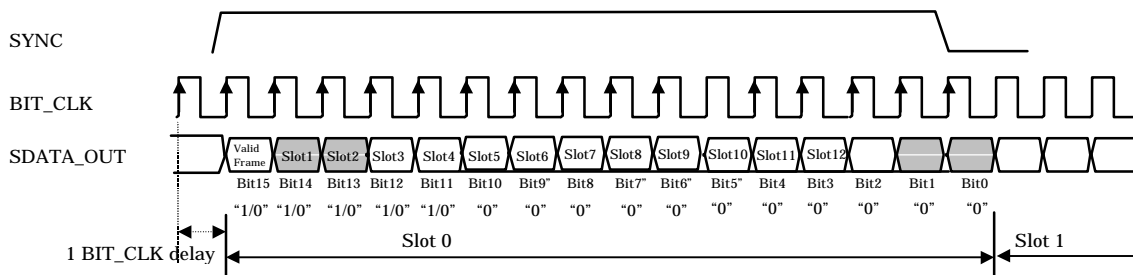 SYNC
BIT_CLK
SDATA_OUT
Valid Frame Slot1 Slot2 Slot3 Slot4 Slot5 Slot6 Slot7 Slot8 Slot9 Slot10 Slot11 Slot12
Bit15 Bit14 Bit13 Bit12 Bit11 Bit10 Bit9" Bit8 Bit7" Bit6" Bit5" Bit4 Bit3 Bit2 Bit1 Bit0
“1/0” “1/0” “1/0” “1/0” “1/0” “0” “0” “0” “0” “0” “0” “0” “0” “0” “0” “0”
1 BIT_CLK delay Slot 0 Slot 1